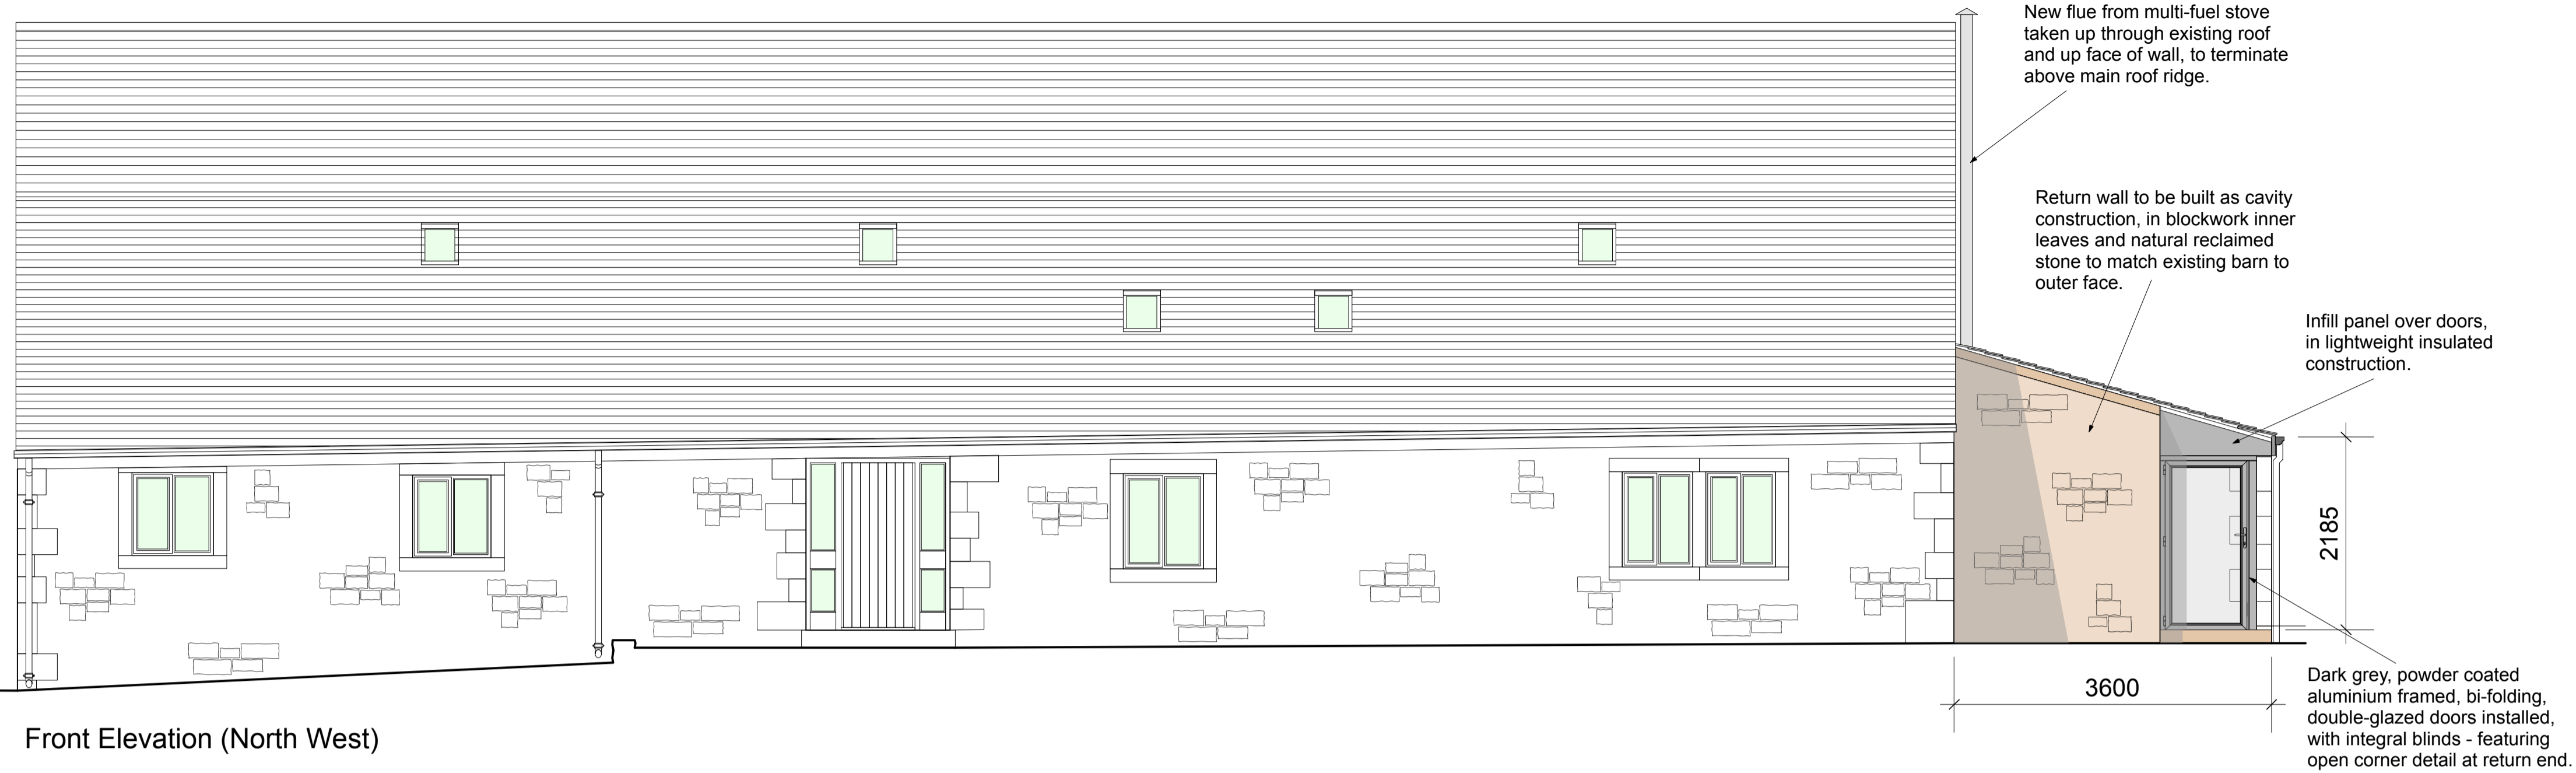 New flue from multi-fuel stove
taken up through existing roof
and up face of wall, to terminate
above main roof ridge.
Return wall to be built as cavity
construction, in blockwork inner
leaves and natural reclaimed
stone to match existing barn to
outer face.
Infill panel over doors,
in lightweight insulated
construction.
2185
3600
Dark grey, powder coated
aluminium framed, bi-folding,
double-glazed doors installed,
with integral blinds - featuring
open corner detail at return end.
Front Elevation (North West)